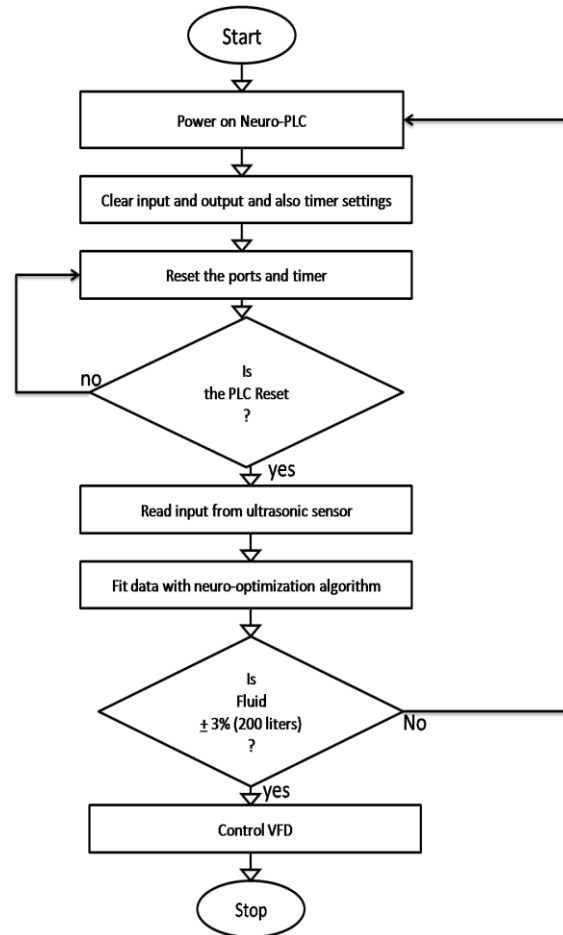 Start
Power on Neuro-PLC
Clear input and output and also timer settings
Reset the ports and timer
no
Is
the PLC Reset
?
yes
Read input from ultrasonic sensor
Fit data with neuro-optimization algorithm
Is
Fluid
± 3% (200 liters)
?
No
yes
Control VFD
Stop